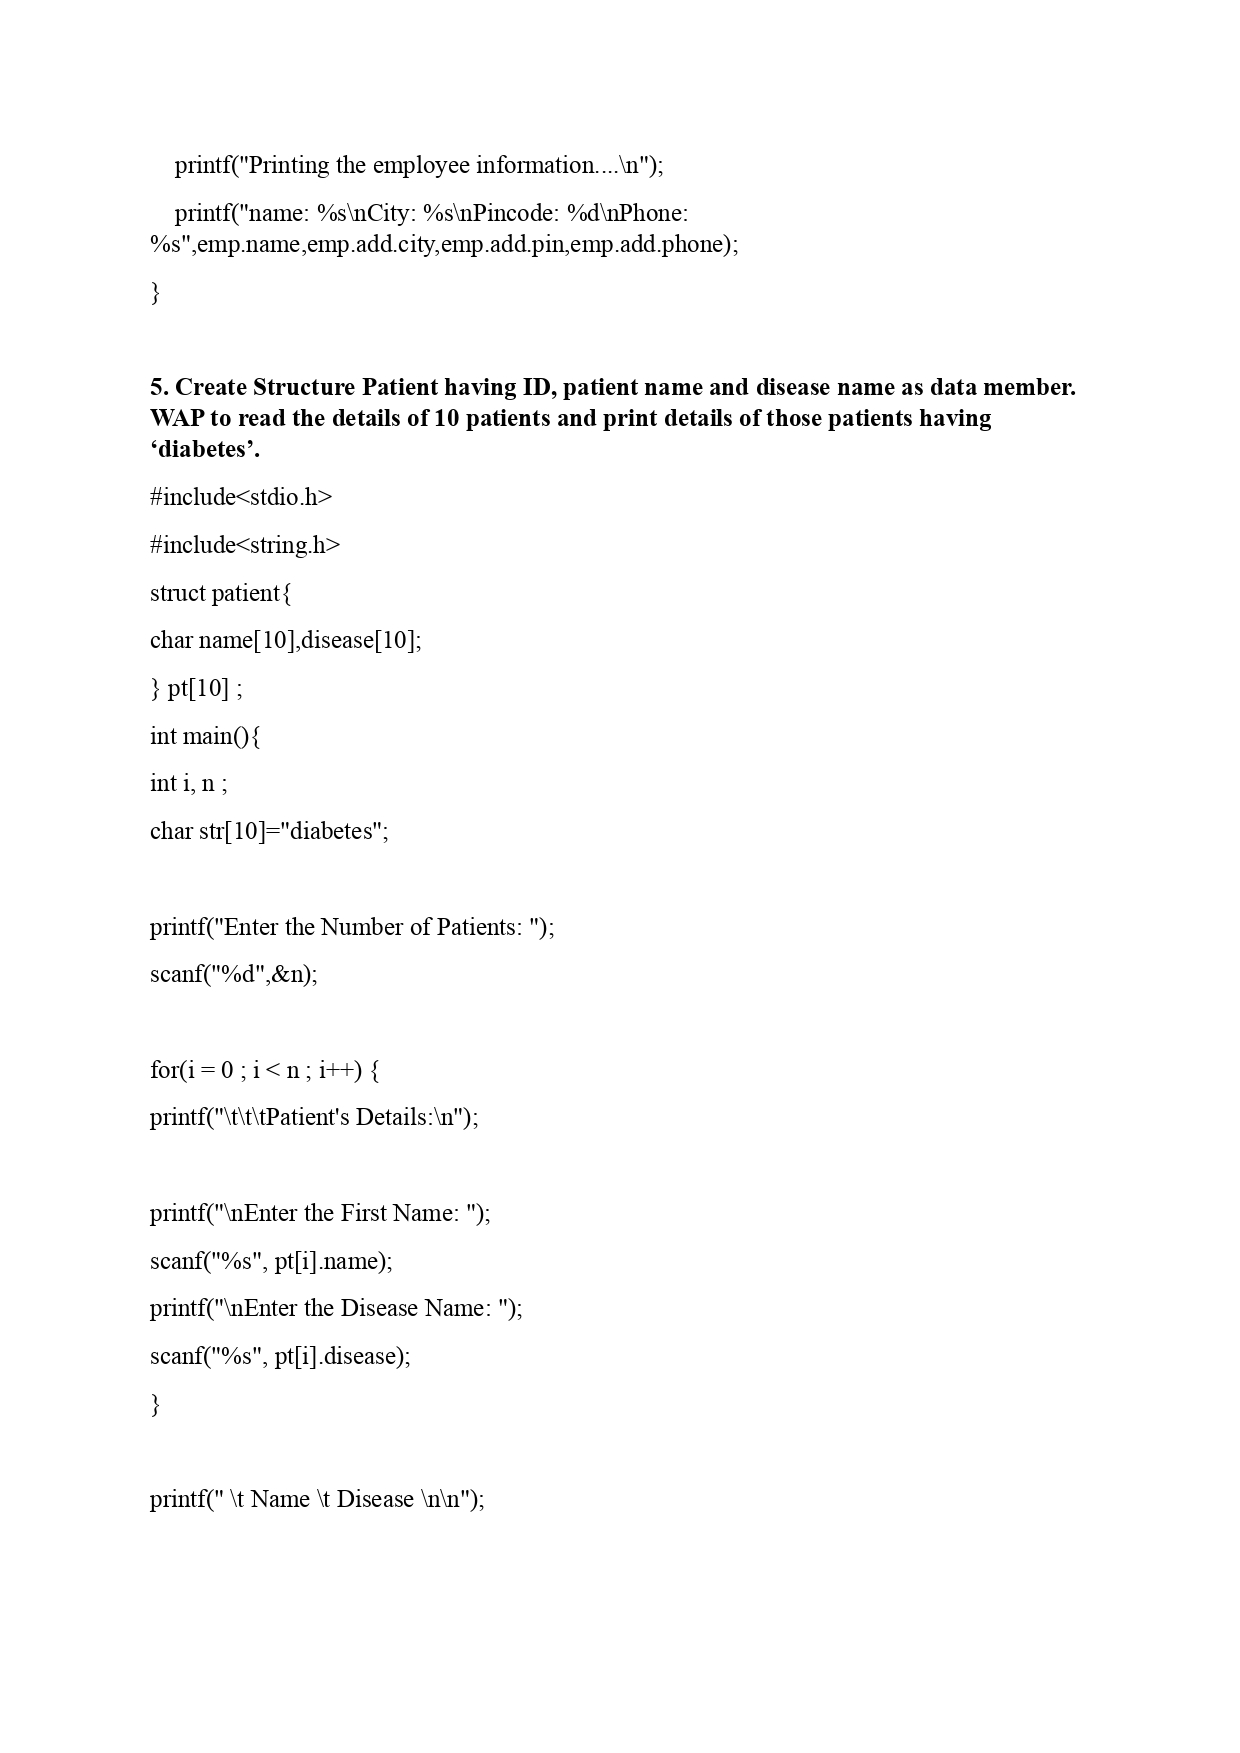 printf("Printing the employee information....\n");
printf("name: %s\nCity: %s\nPincode: %d\nPhone:
%s",emp.name,emp.add.city,emp.add.pin,emp.add.phone);
}
5. Create Structure Patient having ID, patient name and disease name as data member.
WAP to read the details of 10 patients and print details of those patients having
‘diabetes’.
#include<stdio.h>
#include<string.h>
struct patient{
char name[10],disease[10];
} pt[10] ;
int main(){
int i, n ;
char str[10]="diabetes";
printf("Enter the Number of Patients: ");
scanf("%d",&n);
for(i = 0 ; i < n ; i++) {
printf("\t\t\tPatient's Details:\n");
printf("\nEnter the First Name: ");
scanf("%s", pt[i].name);
printf("\nEnter the Disease Name: ");
scanf("%s", pt[i].disease);
}
printf(" \t Name \t Disease \n\n");